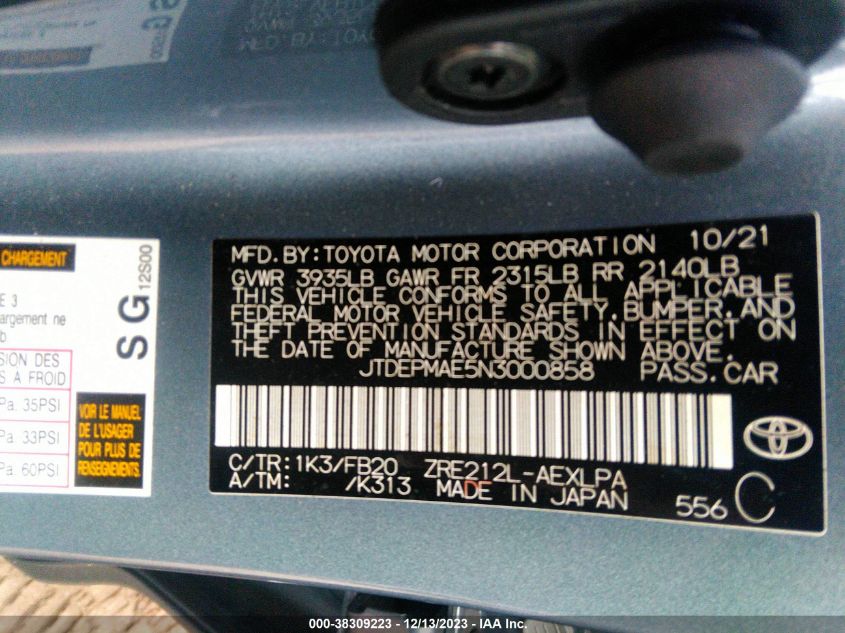 MFD. BY: TOYOTA MOTOR CORPORATION 10/21
GVWR 3935LB GAWR FR 2315LB RR 2140LB
THIS VEHICLE CONFORMS TO ALL APPLICABLE
FEDERAL MOTOR VEHICLE SAFETY, BUMPER, AND
THEFT PREVENTION STANDARDS IN EFFECT ON
THE DATE OF MANUFACTURE SHOWN ABOVE.
JTDEPMAE5N3000858 PASS. CAR
C/TR: 1K3/FB20 ZRE212L-AEXLPA
A/TM: /K313 MADE IN JAPAN
556 C
CHARGEMENT
E 3
argement ne
b.
SION DES
S A FROID
Pa. 35PSI
Pa. 33PSI
Pa. 60PSI
VOIR LE MANUEL
DE L'USAGER
POUR PLUS DE
RENSEIGNEMENTS
SG 12S00
000-38309223 - 12/13/2023 - © IAA, Inc.